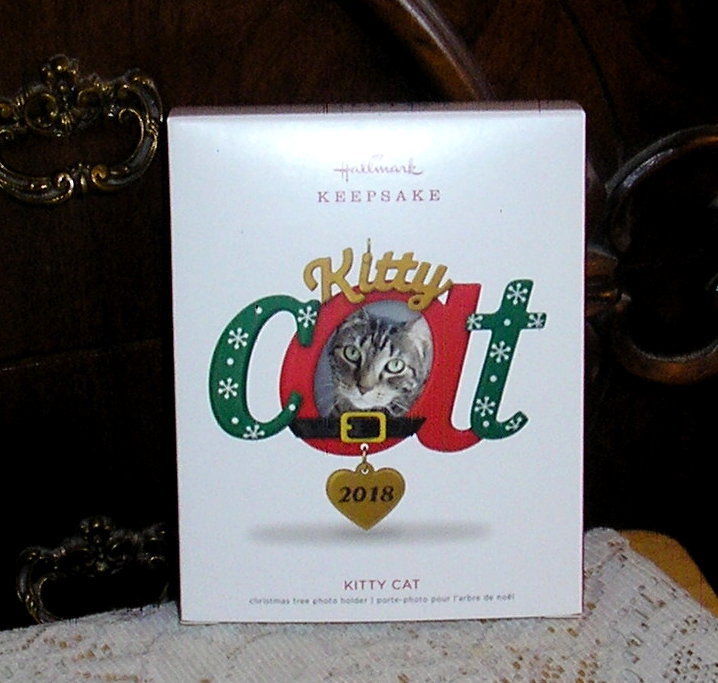 Hallmark
KEEPSAKE
Kitty
cat
2018
KITTY CAT
christmas tree photo holder | porte-photo pour l'arbre de noël